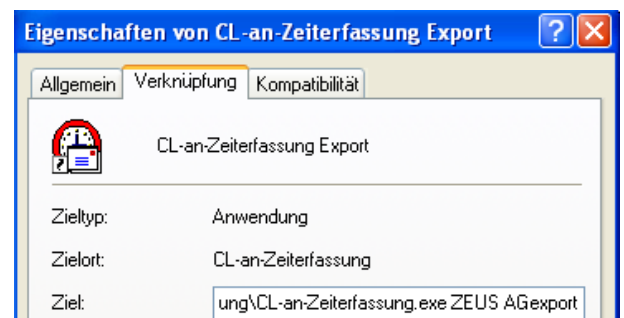 Eigenschaften von CL-an-Zeiterfassung Export
Allgemein Verknüpfung Kompatibilität
CL-an-Zeiterfassung Export
Zieltyp: Anwendung
Zielort: CL-an-Zeiterfassung
Ziel: ung\CL-an-Zeiterfassung.exe ZEUS AGexport